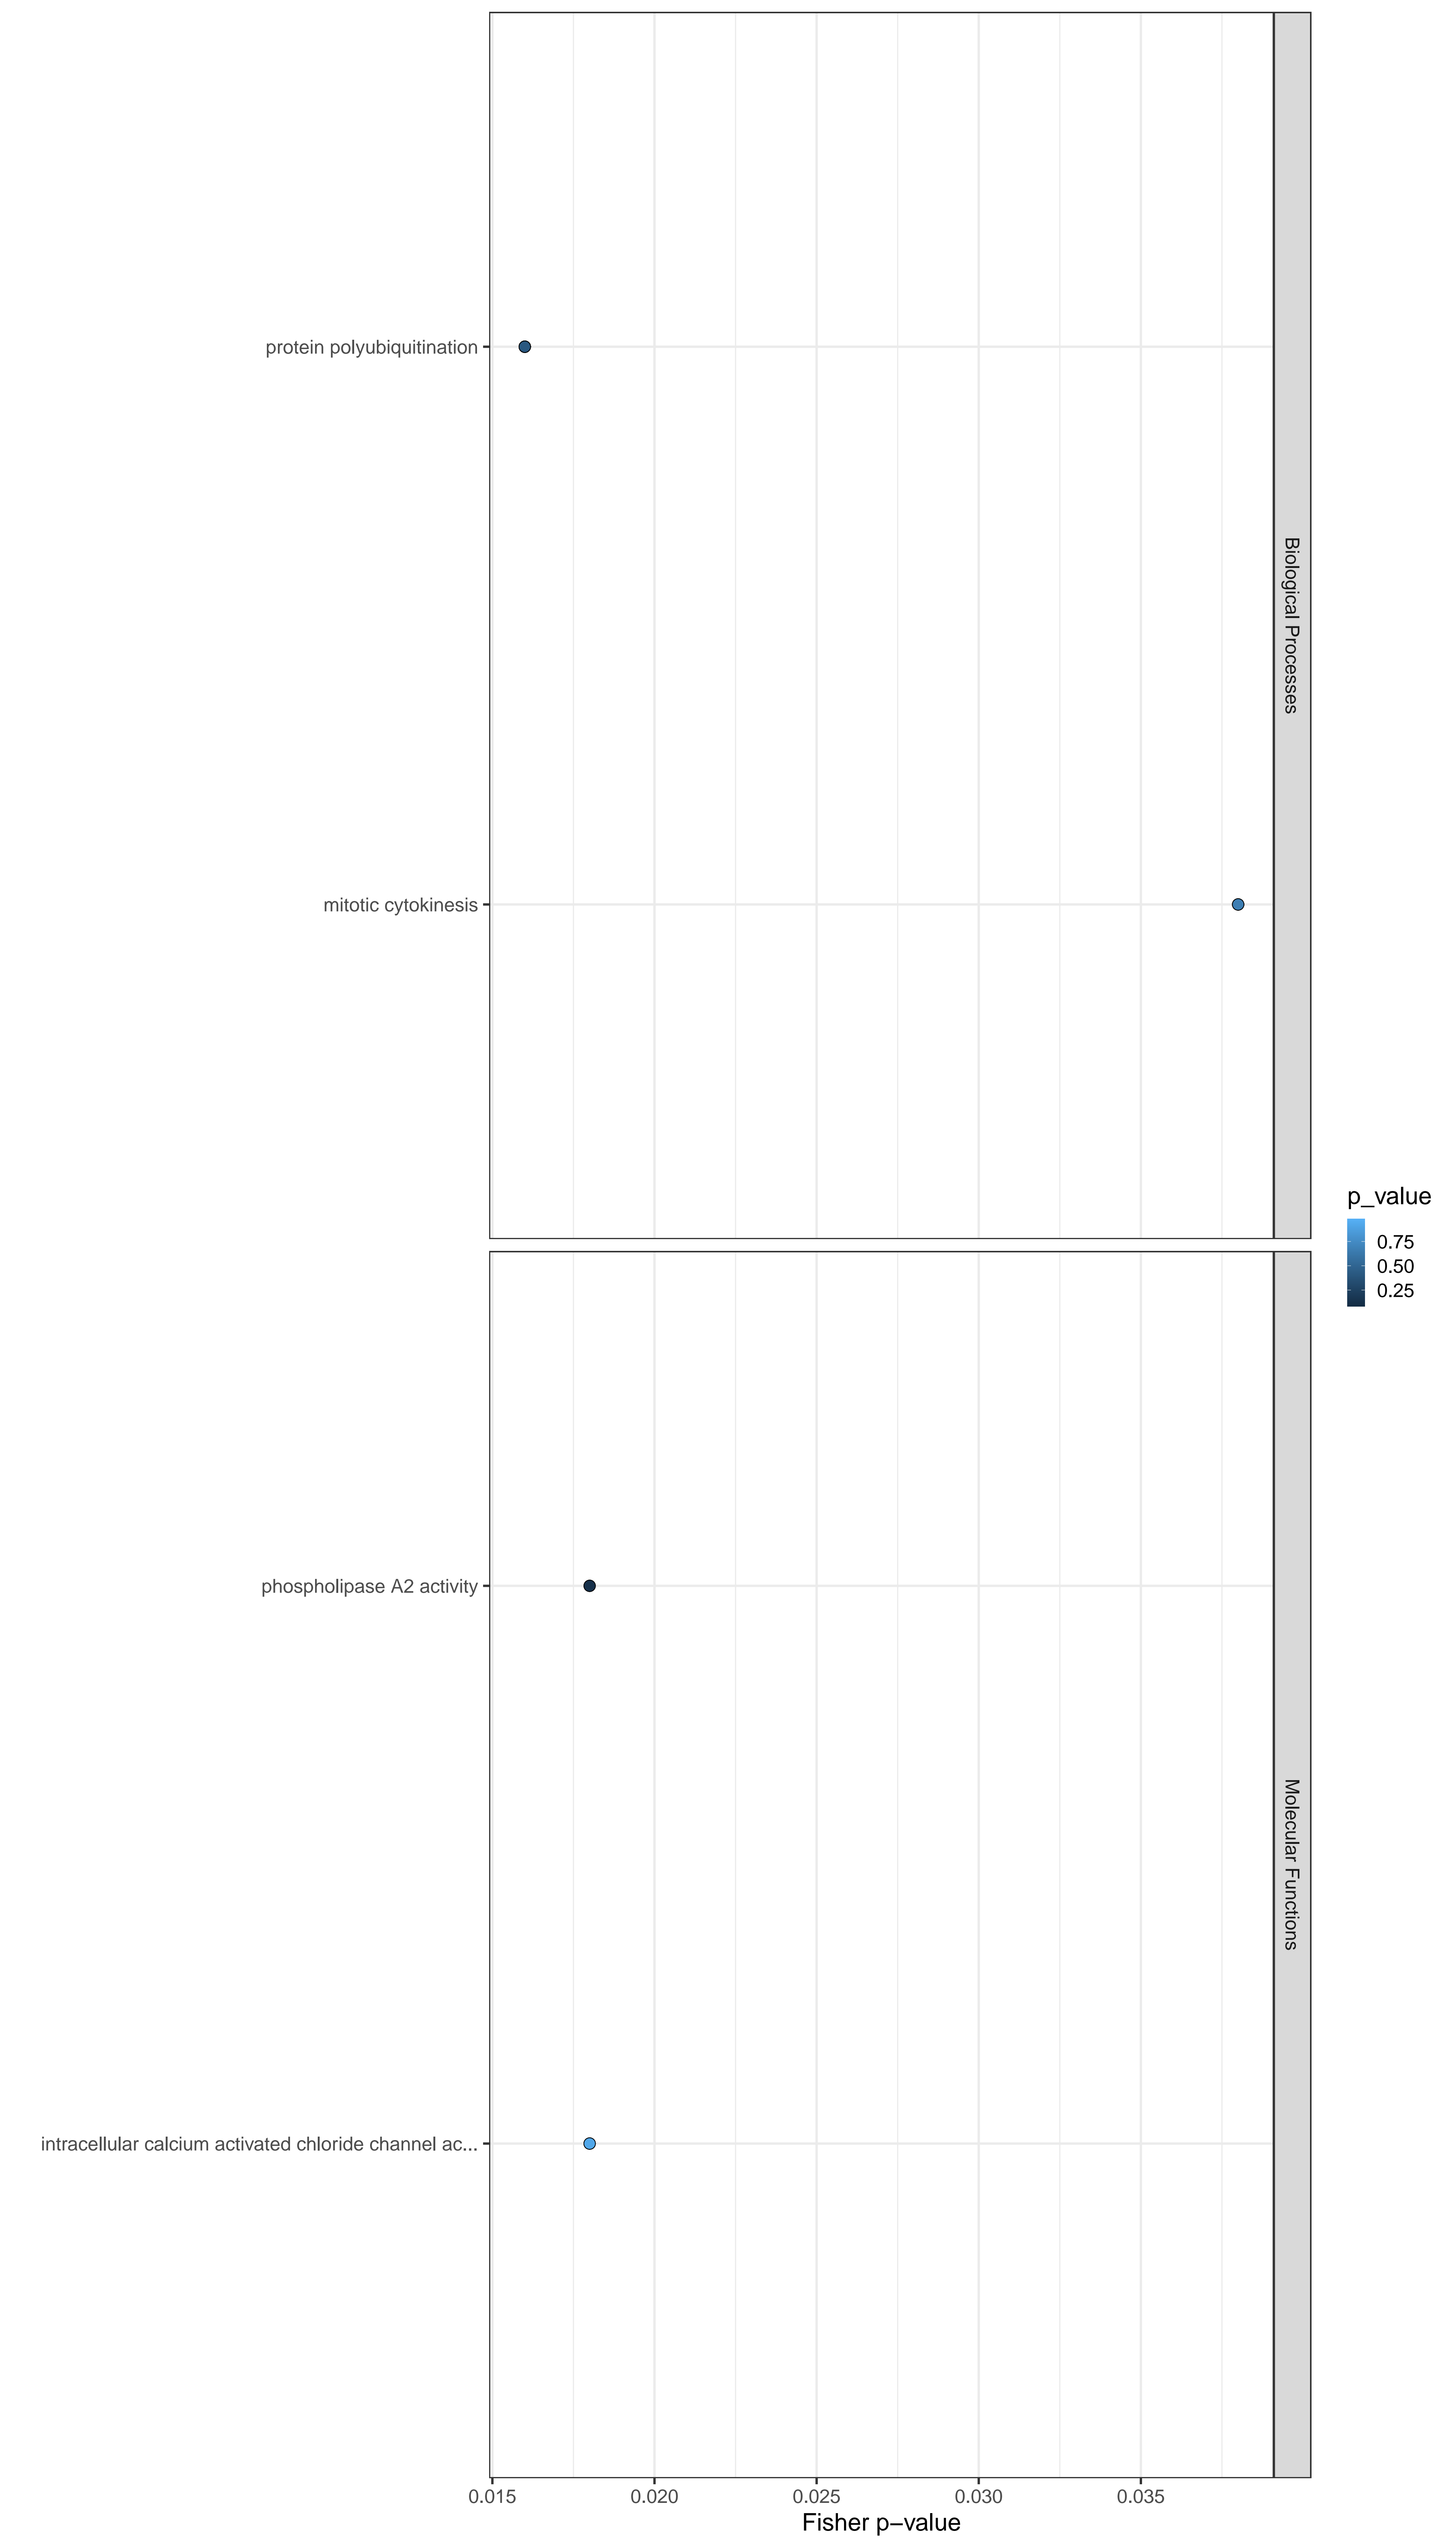 protein polyubiquitination
mitotic cytokinesis
Biological Processes
phospholipase A2 activity
intracellular calcium activated chloride channel ac...
Molecular Functions
0.015
0.020
0.025
0.030
0.035
Fisher p−value
p_value
0.75
0.50
0.25